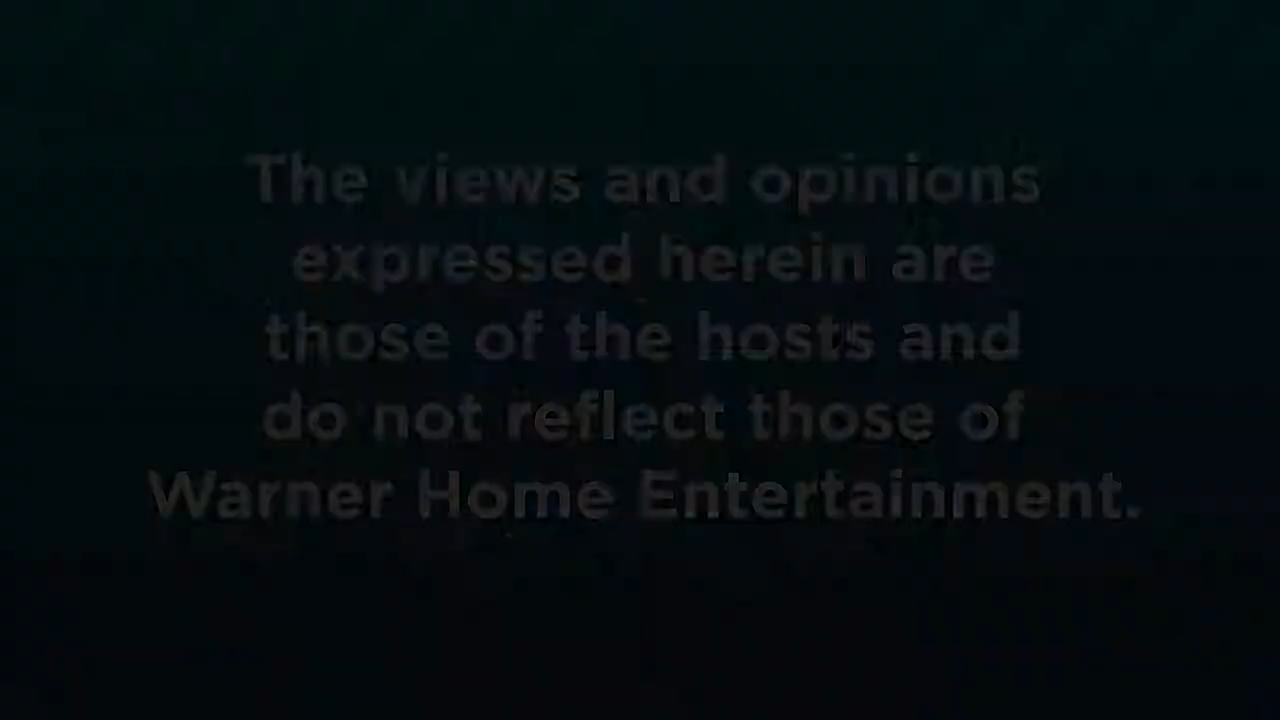 The views and opinions
expressed herein are
those of the hosts and
do not reflect those of
Warner Home Entertainment.